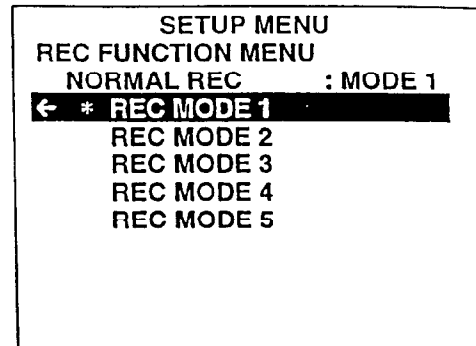 SETUP MENU
REC FUNCTION MENU
NORMAL REC : MODE 1
← * REC MODE 1
REC MODE 2
REC MODE 3
REC MODE 4
REC MODE 5